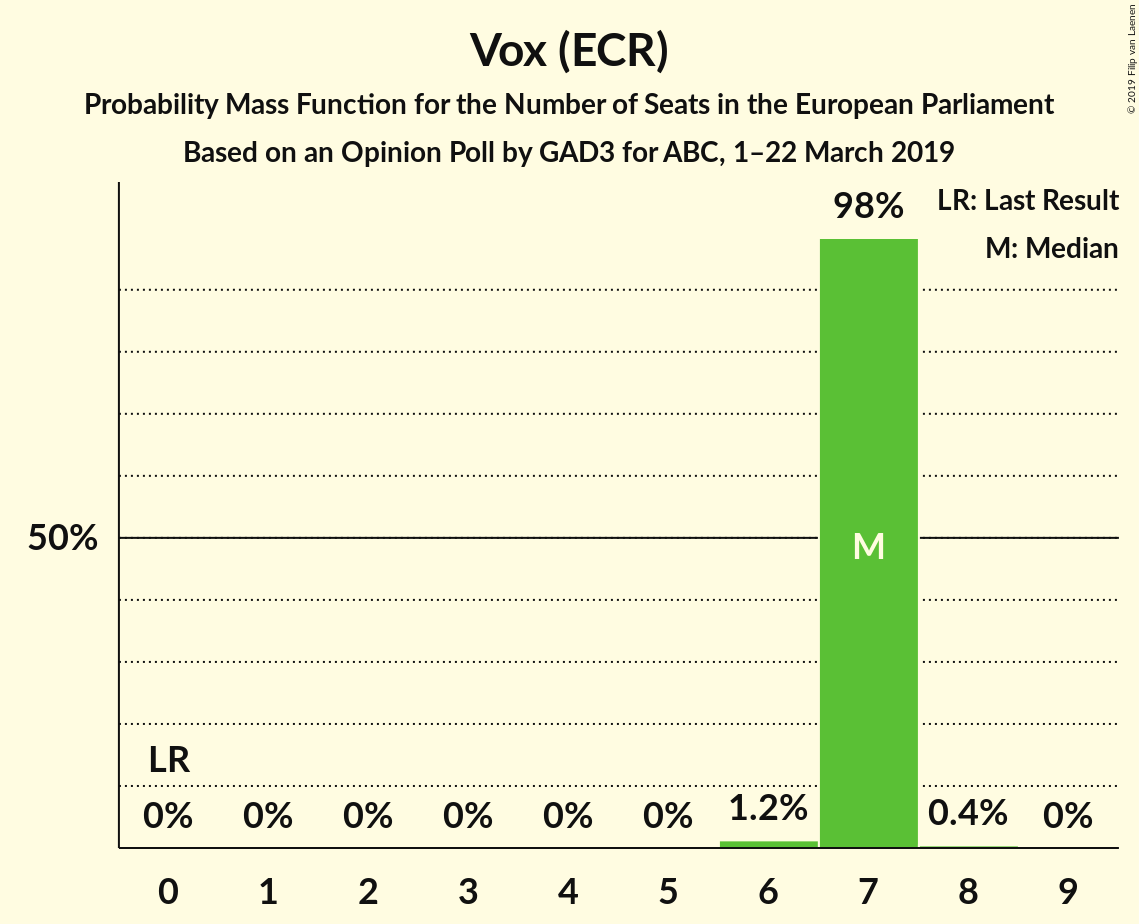 Vox (ECR)
Probability Mass Function for the Number of Seats in the European Parliament
Based on an Opinion Poll by GAD3 for ABC, 1–22 March 2019
© 2019 Filip van Laenen
LR: Last Result
M: Median
98%
50%
M
LR
0% 0% 0% 0% 0% 0% 1.2% 0.4% 0%
0 1 2 3 4 5 6 7 8 9